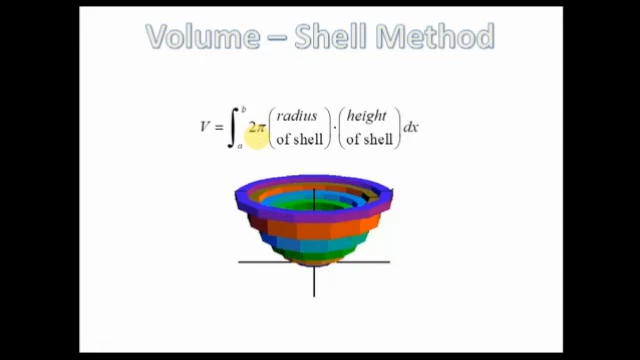 Volume – Shell Method
V = ∫ₐᵇ 2π (radius of shell) · (height of shell) dx